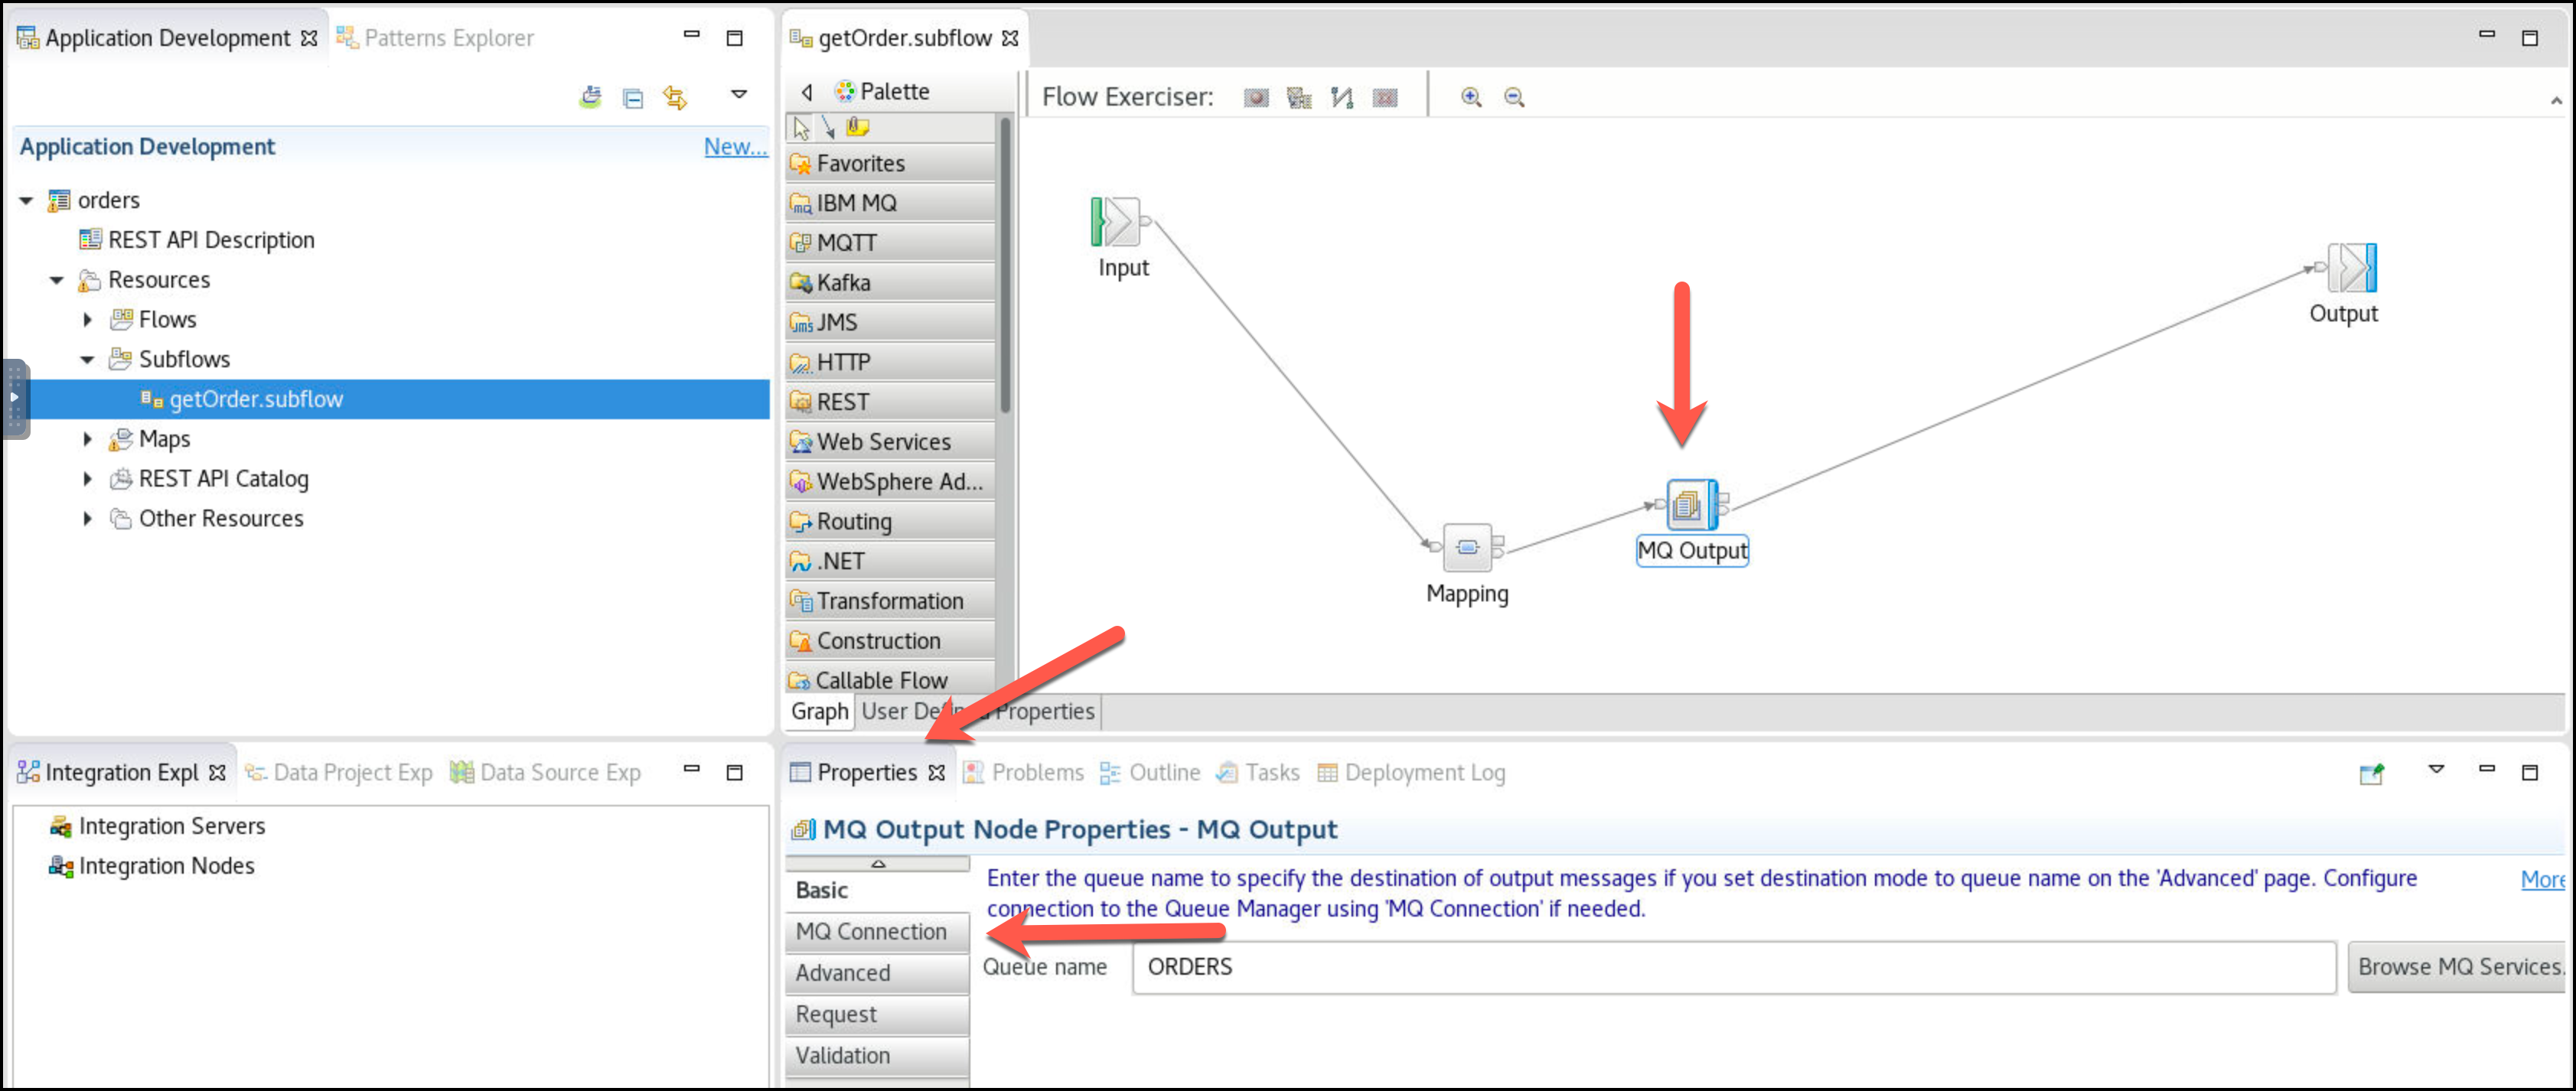 Application Development
Patterns Explorer
Application Development
New...
orders
REST API Description
Resources
Flows
Subflows
getOrder.subflow
Maps
REST API Catalog
Other Resources
getOrder.subflow
Palette
Flow Exerciser:
Favorites
IBM MQ
MQTT
Kafka
JMS
HTTP
REST
Web Services
WebSphere Ad...
Routing
.NET
Transformation
Construction
Callable Flow
Input
Mapping
MQ Output
Output
Graph
User Defined Properties
Integration Expl
Data Project Exp
Data Source Exp
Integration Servers
Integration Nodes
Properties
Problems
Outline
Tasks
Deployment Log
MQ Output Node Properties - MQ Output
Basic
MQ Connection
Advanced
Request
Validation
Enter the queue name to specify the destination of output messages if you set destination mode to queue name on the 'Advanced' page. Configure
connection to the Queue Manager using 'MQ Connection' if needed.
More
Queue name
ORDERS
Browse MQ Services.